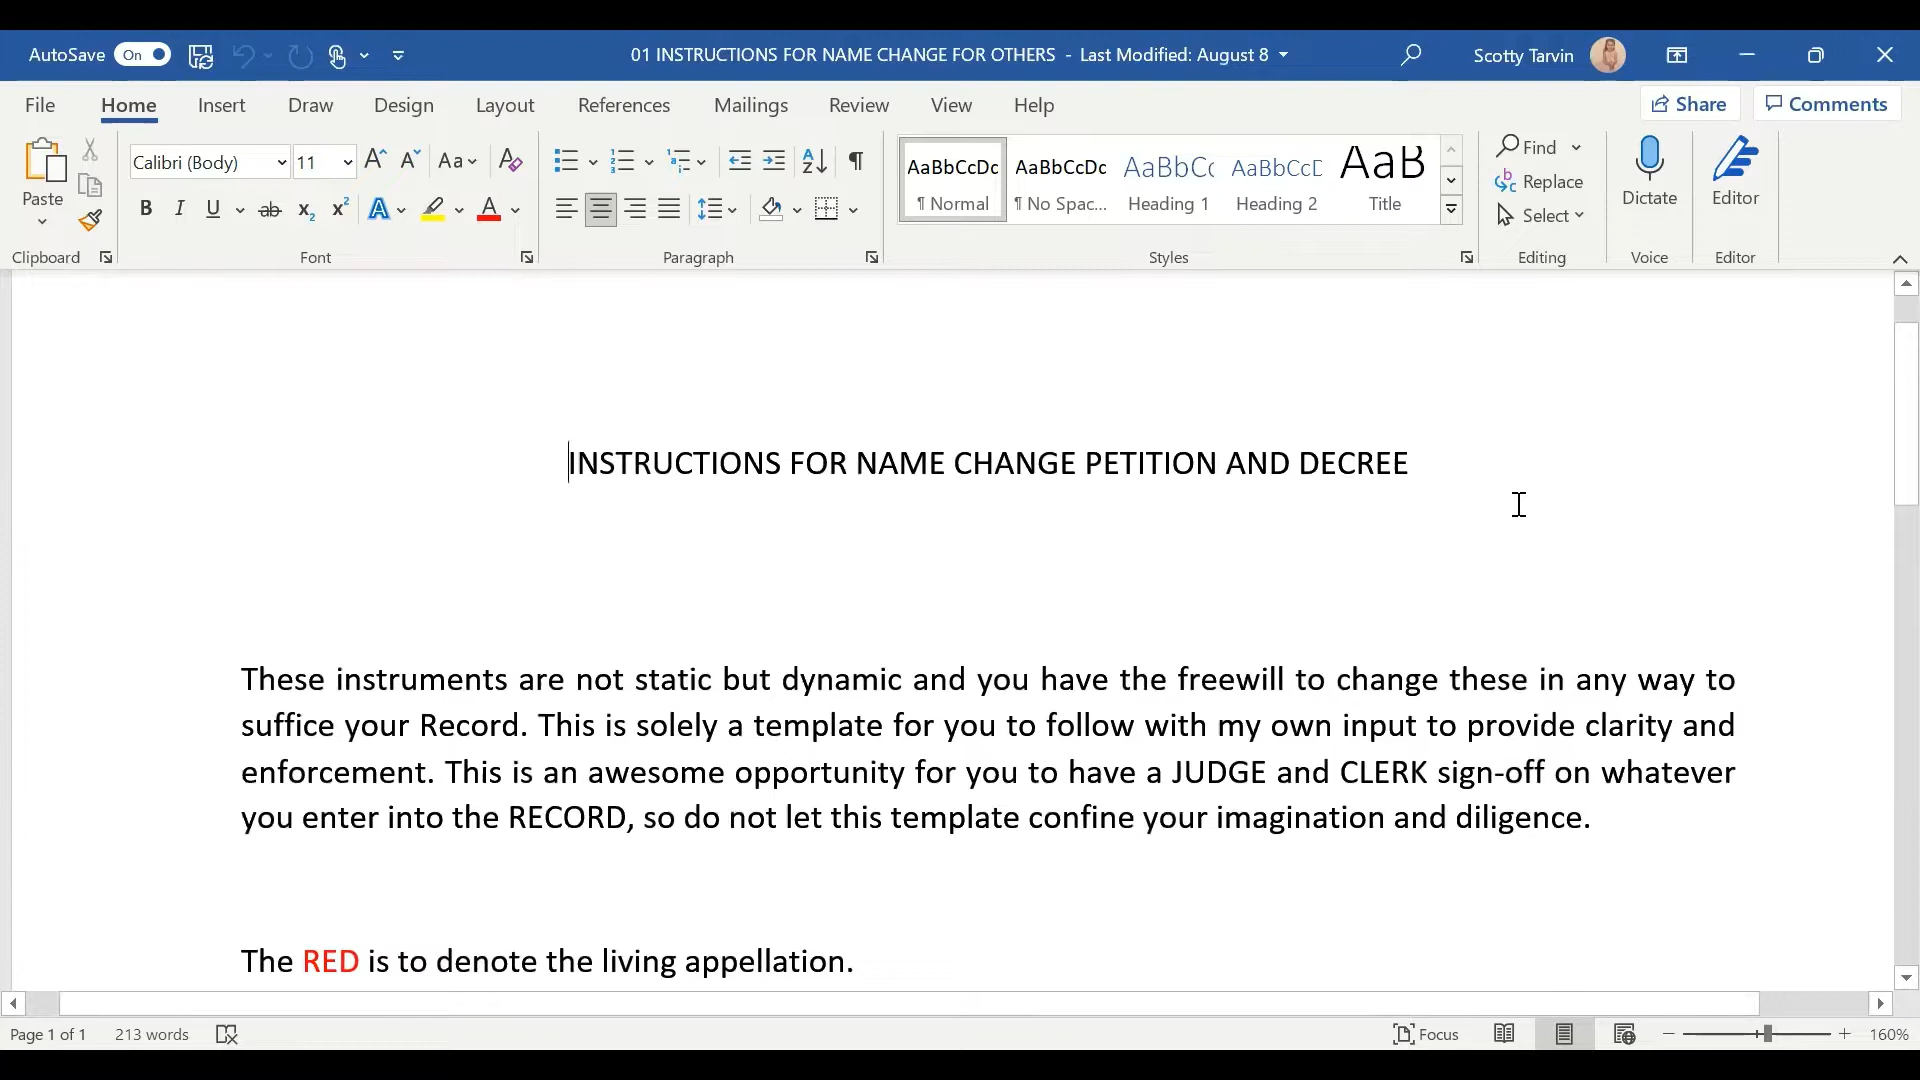 AutoSave On 01 INSTRUCTIONS FOR NAME CHANGE FOR OTHERS - Last Modified: August 8 Scotty Tarvin
File Home Insert Draw Design Layout References Mailings Review View Help Share Comments
Calibri (Body) 11 Aa AaBbCcDc AaBbCcDc AaBbCc AaBbCcD AaB Find
Paste Replace
¶ Normal ¶ No Spac... Heading 1 Heading 2 Title Dictate Editor
Select
Clipboard Font Paragraph Styles Editing Voice Editor
INSTRUCTIONS FOR NAME CHANGE PETITION AND DECREE
These instruments are not static but dynamic and you have the freewill to change these in any way to
suffice your Record. This is solely a template for you to follow with my own input to provide clarity and
enforcement. This is an awesome opportunity for you to have a JUDGE and CLERK sign-off on whatever
you enter into the RECORD, so do not let this template confine your imagination and diligence.
The RED is to denote the living appellation.
Page 1 of 1 213 words Focus 160%